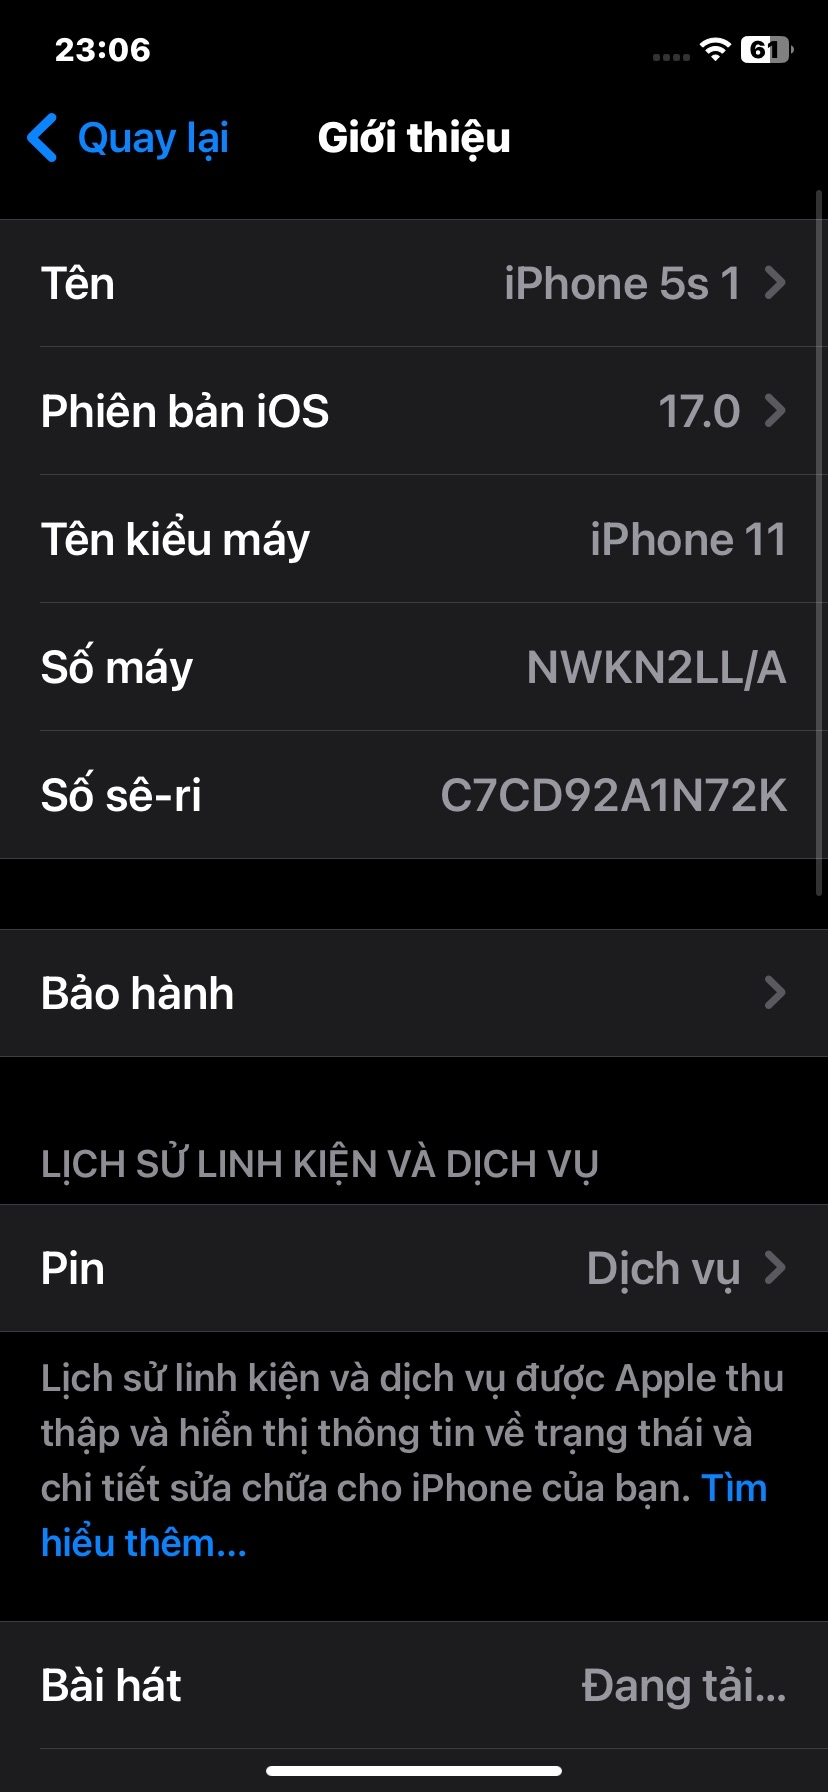 23:06
61
Quay lại
Giới thiệu
Tên
iPhone 5s 1
Phiên bản iOS
17.0
Tên kiểu máy
iPhone 11
Số máy
NWKN2LL/A
Số sê-ri
C7CD92A1N72K
Bảo hành
LỊCH SỬ LINH KIỆN VÀ DỊCH VỤ
Pin
Dịch vụ
Lịch sử linh kiện và dịch vụ được Apple thu
thập và hiển thị thông tin về trạng thái và
chi tiết sửa chữa cho iPhone của bạn. Tìm
hiểu thêm...
Bài hát
Đang tải...